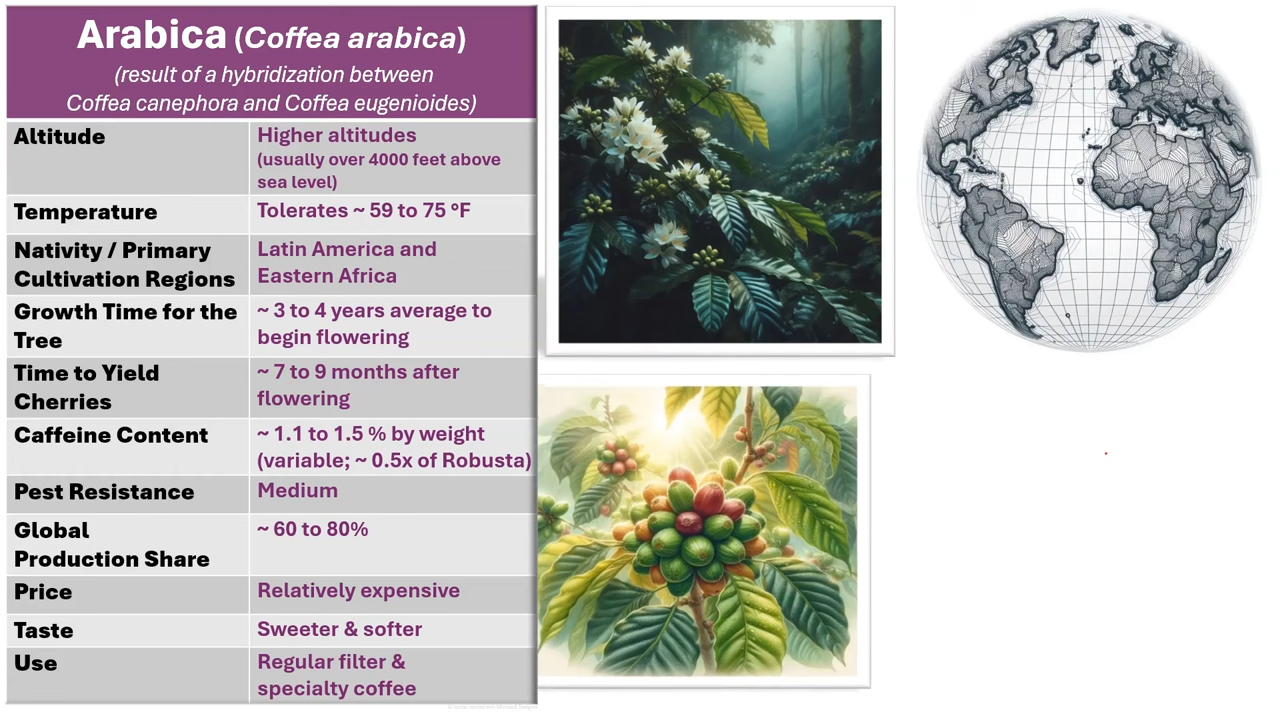 Arabica (Coffea arabica)
(result of a hybridization between
Coffea canephora and Coffea eugenioides)
Altitude
Higher altitudes
(usually over 4000 feet above
sea level)
Temperature
Tolerates ~ 59 to 75 °F
Nativity / Primary
Cultivation Regions
Latin America and
Eastern Africa
Growth Time for the
Tree
~ 3 to 4 years average to
begin flowering
Time to Yield
Cherries
~ 7 to 9 months after
flowering
Caffeine Content
~ 1.1 to 1.5 % by weight
(variable; ~ 0.5x of Robusta)
Pest Resistance
Medium
Global
Production Share
~ 60 to 80%
Price
Relatively expensive
Taste
Sweeter & softer
Use
Regular filter &
specialty coffee